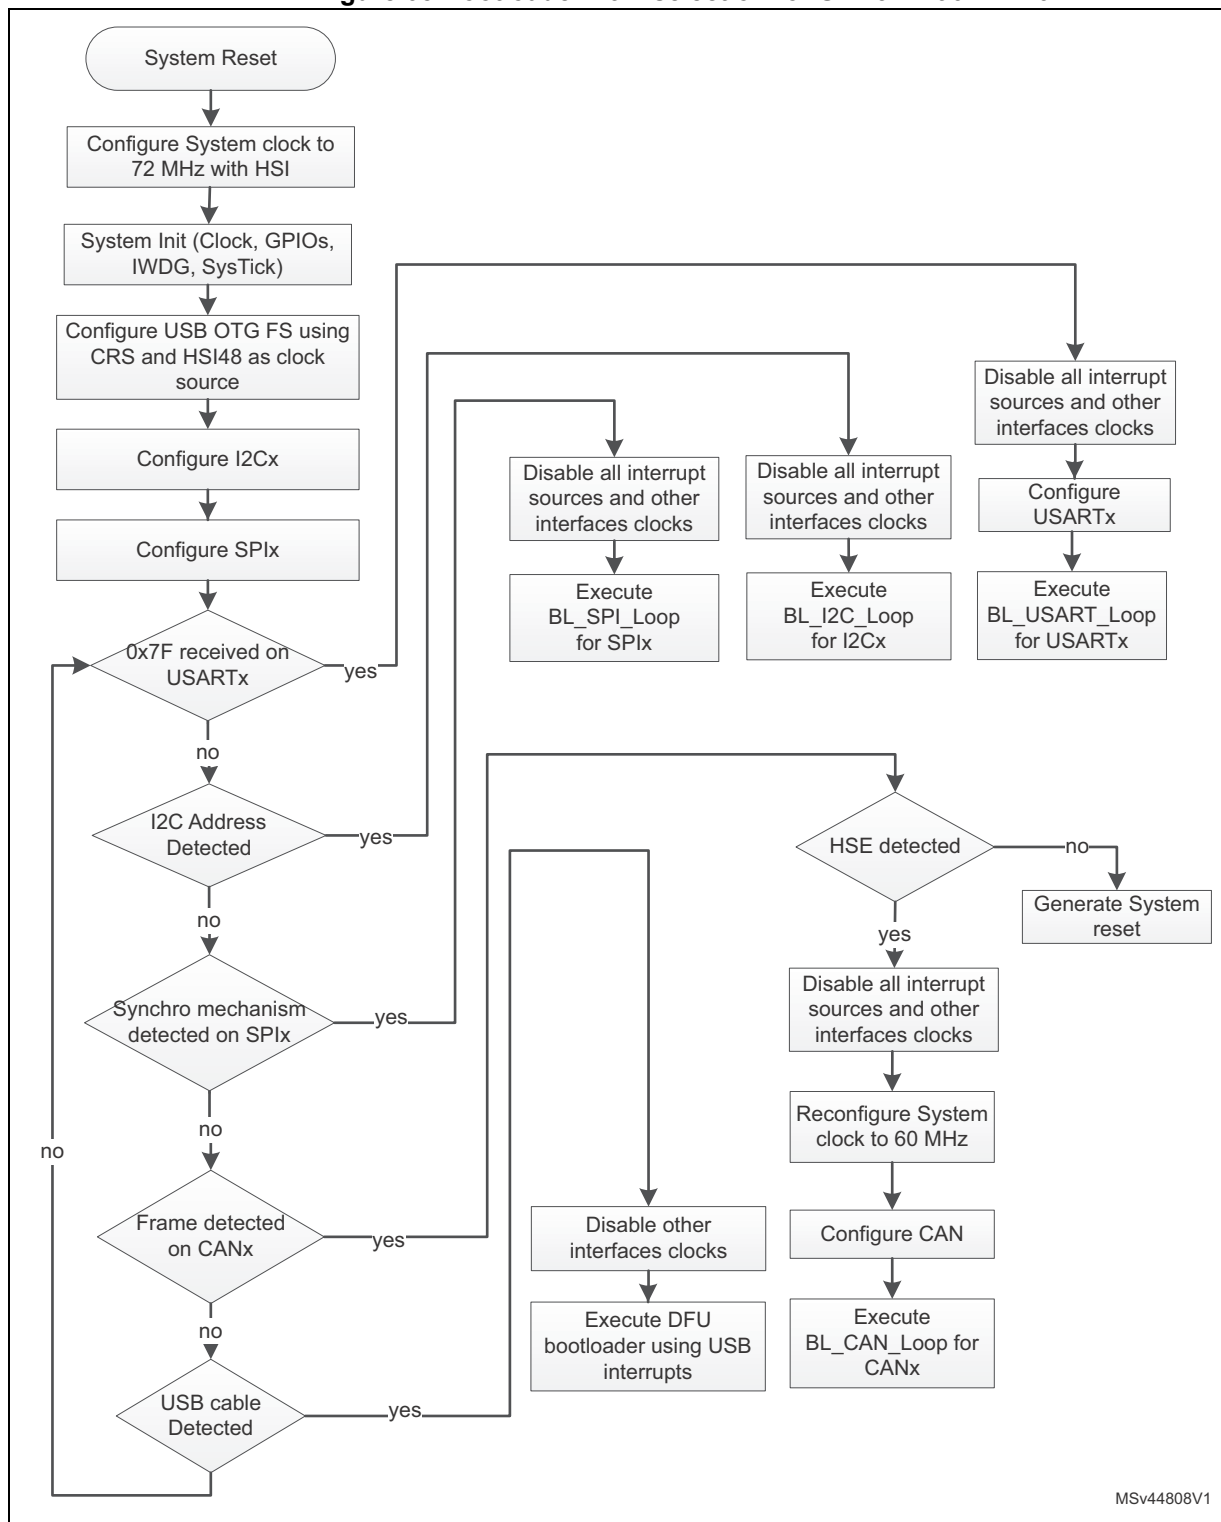 System Reset
Configure System clock to
72 MHz with HSI
System Init (Clock, GPIOs,
IWDG, SysTick)
Configure USB OTG FS using
CRS and HSI48 as clock
source
Configure I2Cx
Configure SPIx
0x7F received on
USARTx
yes
no
I2C Address
Detected
yes
no
Synchro mechanism
detected on SPIx
yes
no
no
Frame detected
on CANx
yes
no
USB cable
Detected
yes
Disable all interrupt
sources and other
interfaces clocks
Execute
BL_SPI_Loop
for SPIx
Disable all interrupt
sources and other
interfaces clocks
Execute
BL_I2C_Loop
for I2Cx
Disable all interrupt
sources and other
interfaces clocks
Configure
USARTx
Execute
BL_USART_Loop
for USARTx
HSE detected
no
Generate System
reset
yes
Disable all interrupt
sources and other
interfaces clocks
Reconfigure System
clock to 60 MHz
Configure CAN
Execute
BL_CAN_Loop for
CANx
Disable other
interfaces clocks
Execute DFU
bootloader using USB
interrupts
MSv44808V1